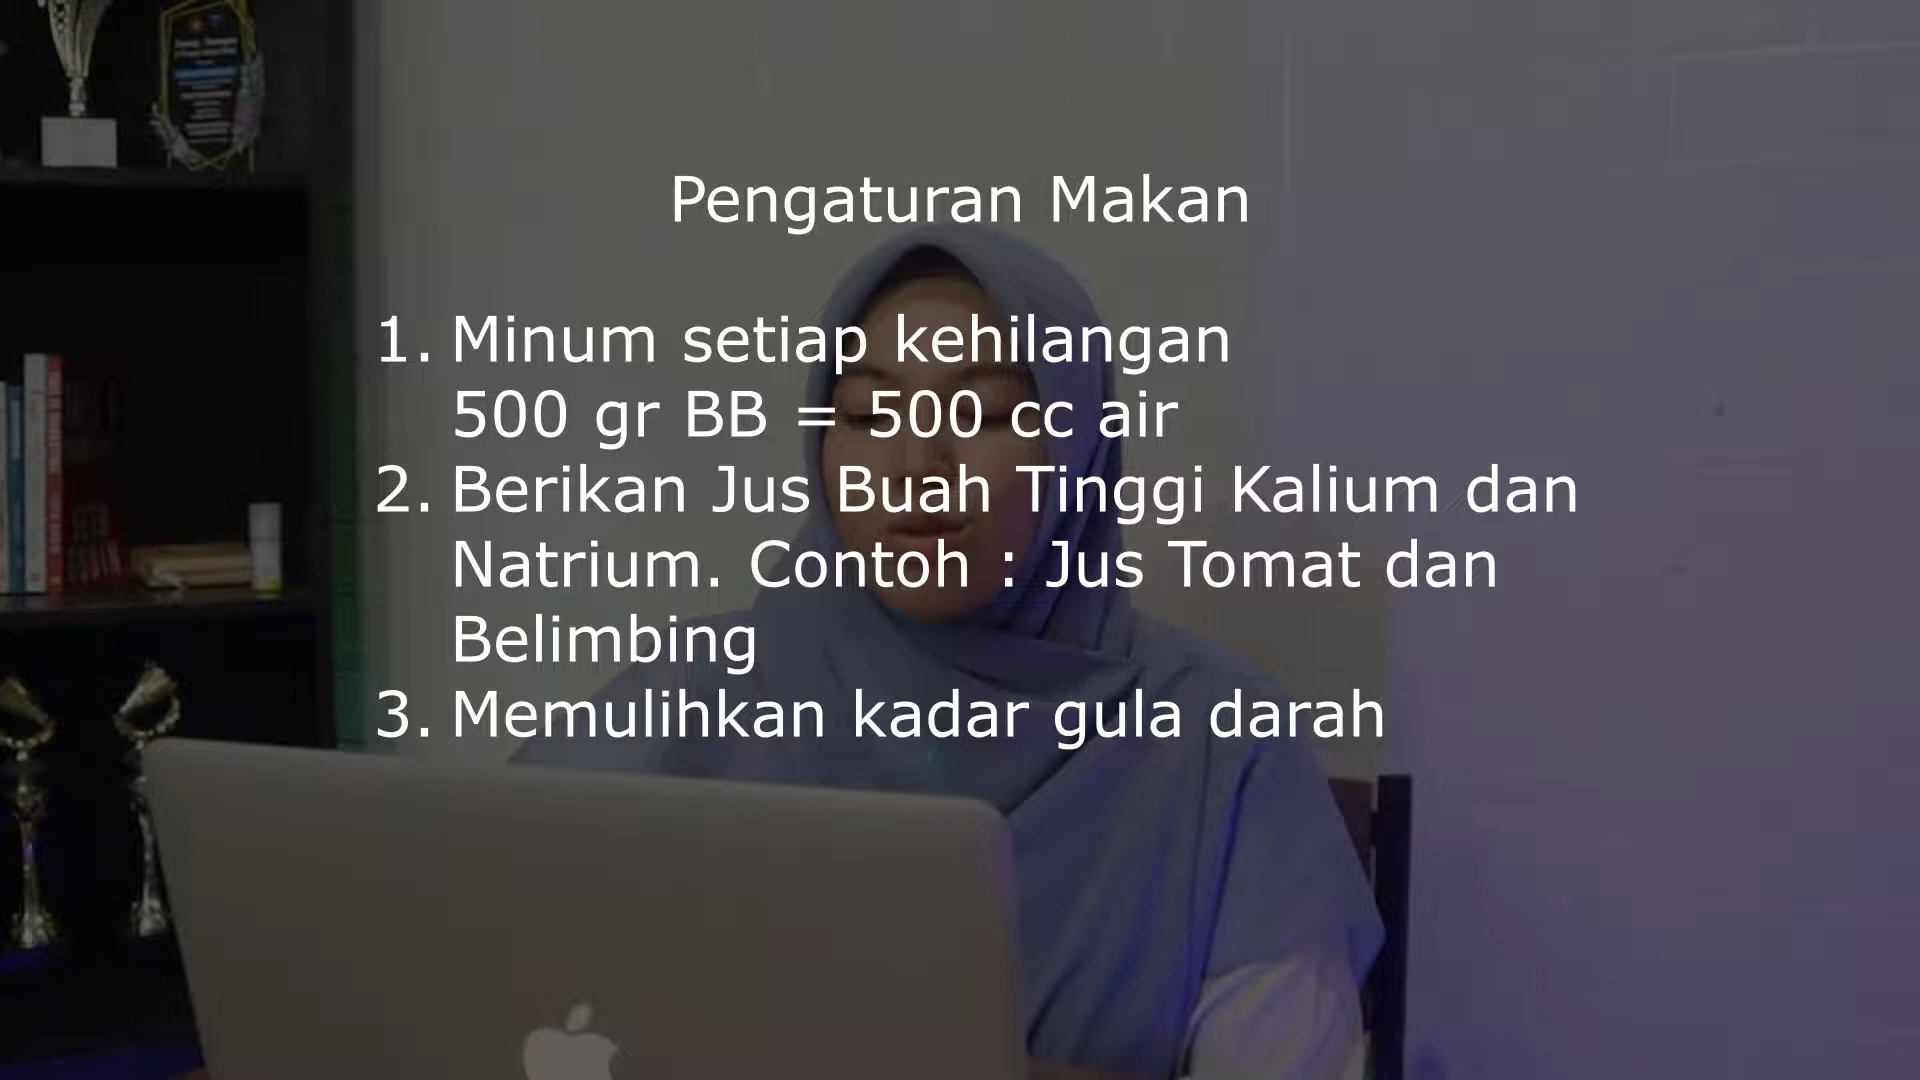 Pengaturan Makan
1. Minum setiap kehilangan
500 gr BB = 500 cc air
2. Berikan Jus Buah Tinggi Kalium dan
Natrium. Contoh : Jus Tomat dan
Belimbing
3. Memulihkan kadar gula darah